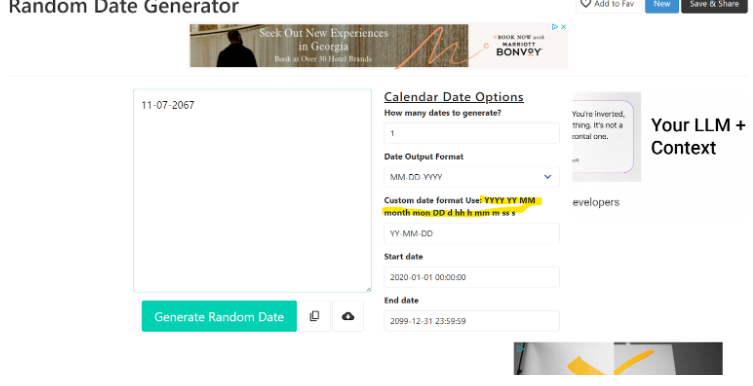 Random Date Generator
Add to Fav
New
Save & Share
Seek Out New Experiences
in Georgia
Book at Over 30 Hotel Brands
BOOK NOW with
MARRIOTT
BONVOY
11-07-2067
Generate Random Date
Calendar Date Options
How many dates to generate?
1
Date Output Format
MM-DD-YYYY
Custom date format Use: YYYY YY MM
month mon DD d hh h mm m ss s
YY-MM-DD
Start date
2020-01-01 00:00:00
End date
2099-12-31 23:59:59
You're inverted,
thing. It's not a
zontal one.
Your LLM +
Context
evelopers